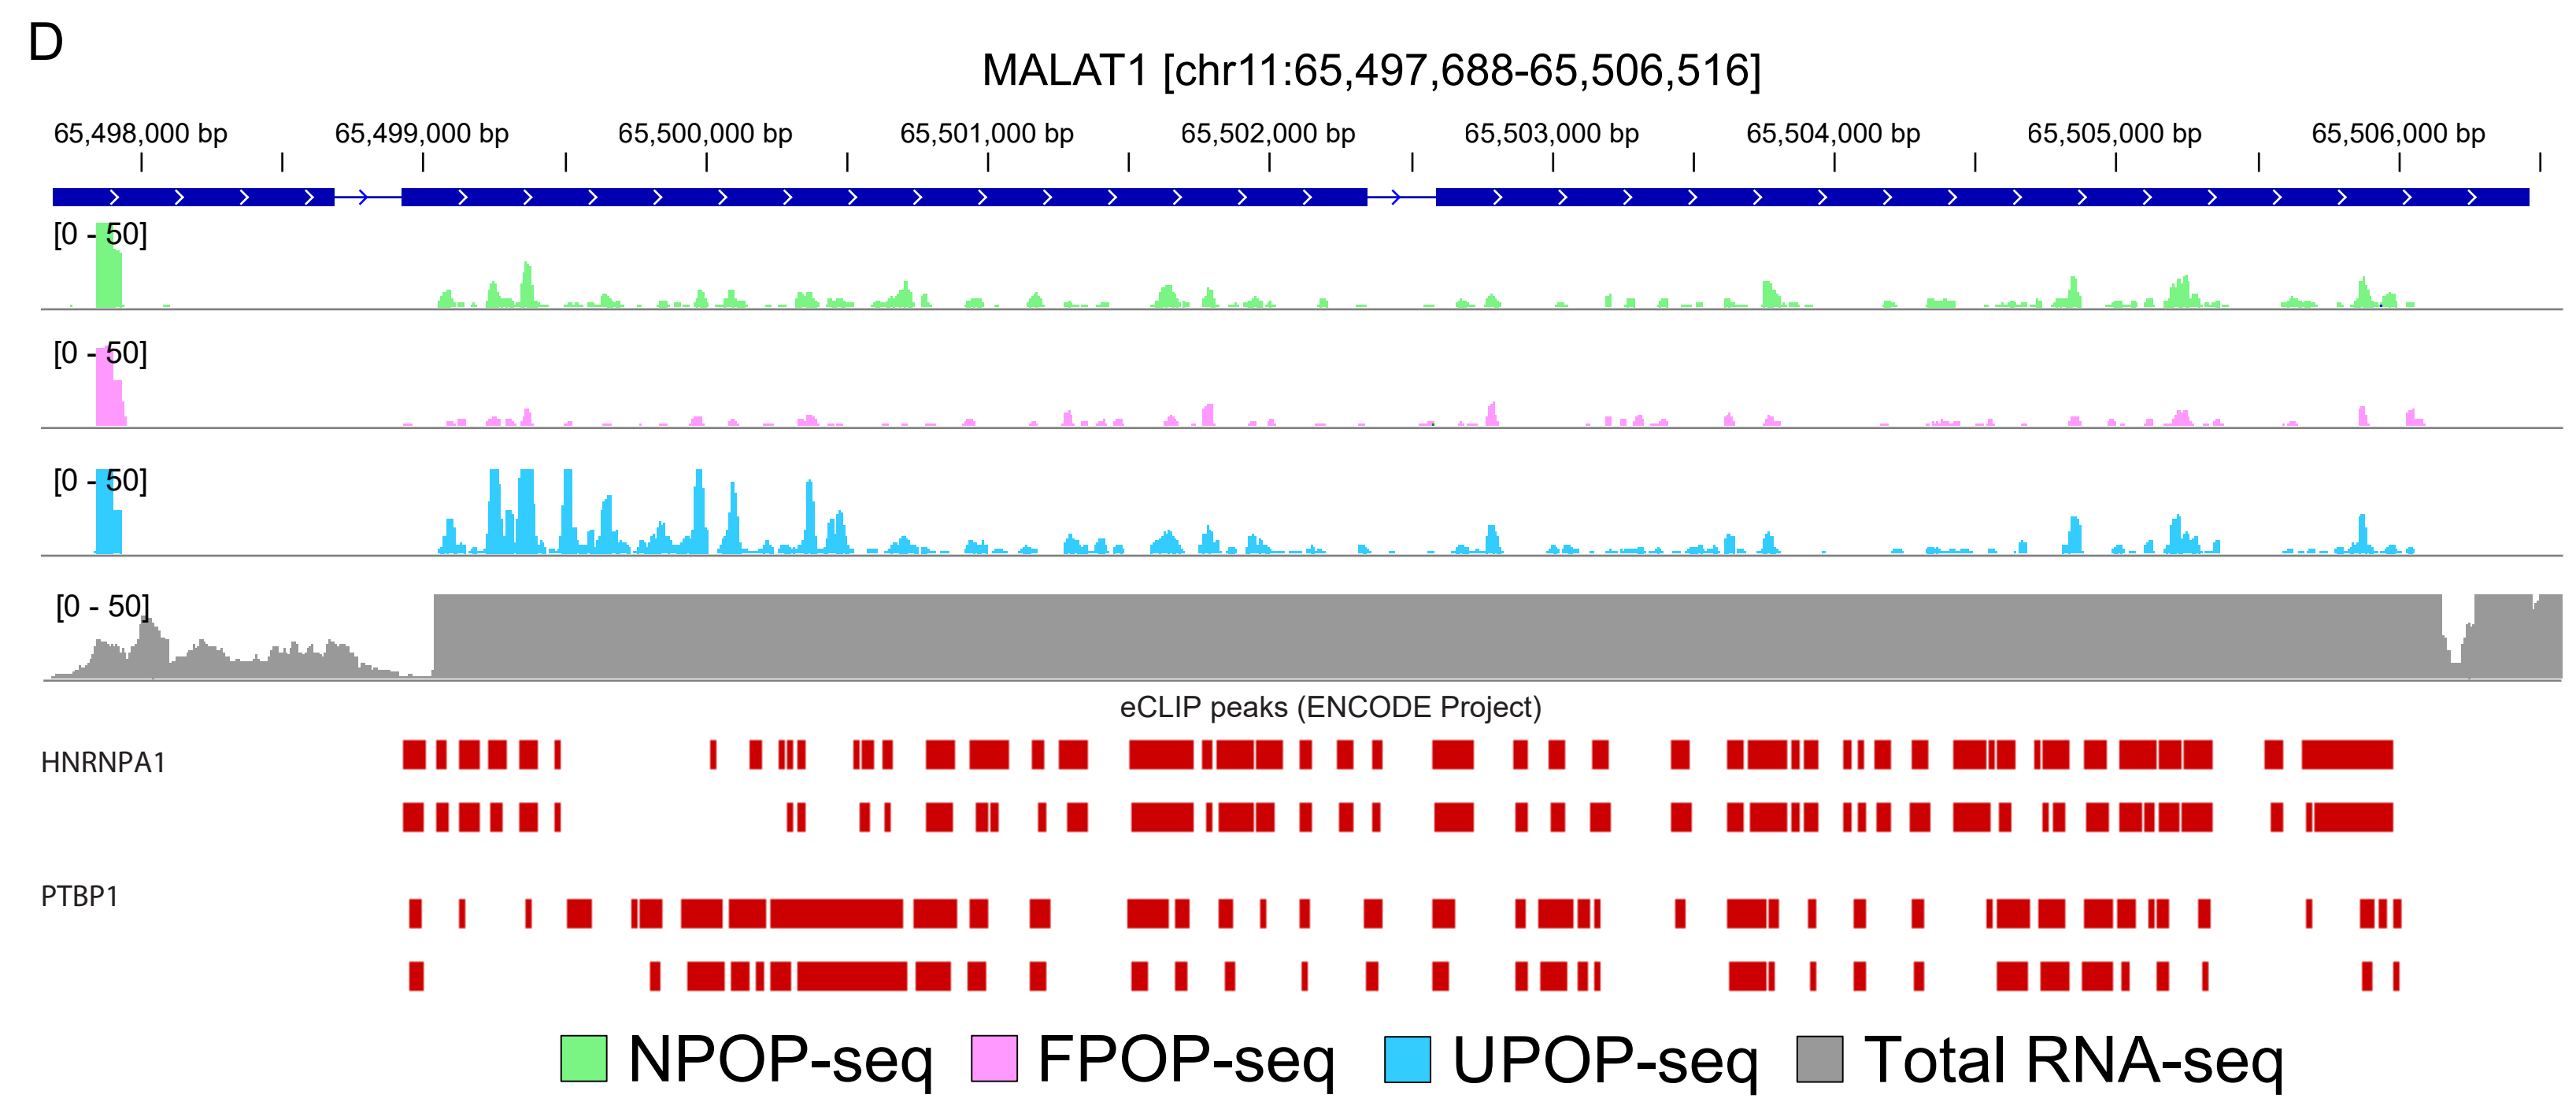 D
MALAT1 [chr11:65,497,688-65,506,516]
65,498,000 bp 65,499,000 bp 65,500,000 bp 65,501,000 bp 65,502,000 bp 65,503,000 bp 65,504,000 bp 65,505,000 bp 65,506,000 bp
[0 - 50]
[0 - 50]
[0 - 50]
[0 - 50]
eCLIP peaks (ENCODE Project)
HNRNPA1
PTBP1
NPOP-seq FPOP-seq UPOP-seq Total RNA-seq